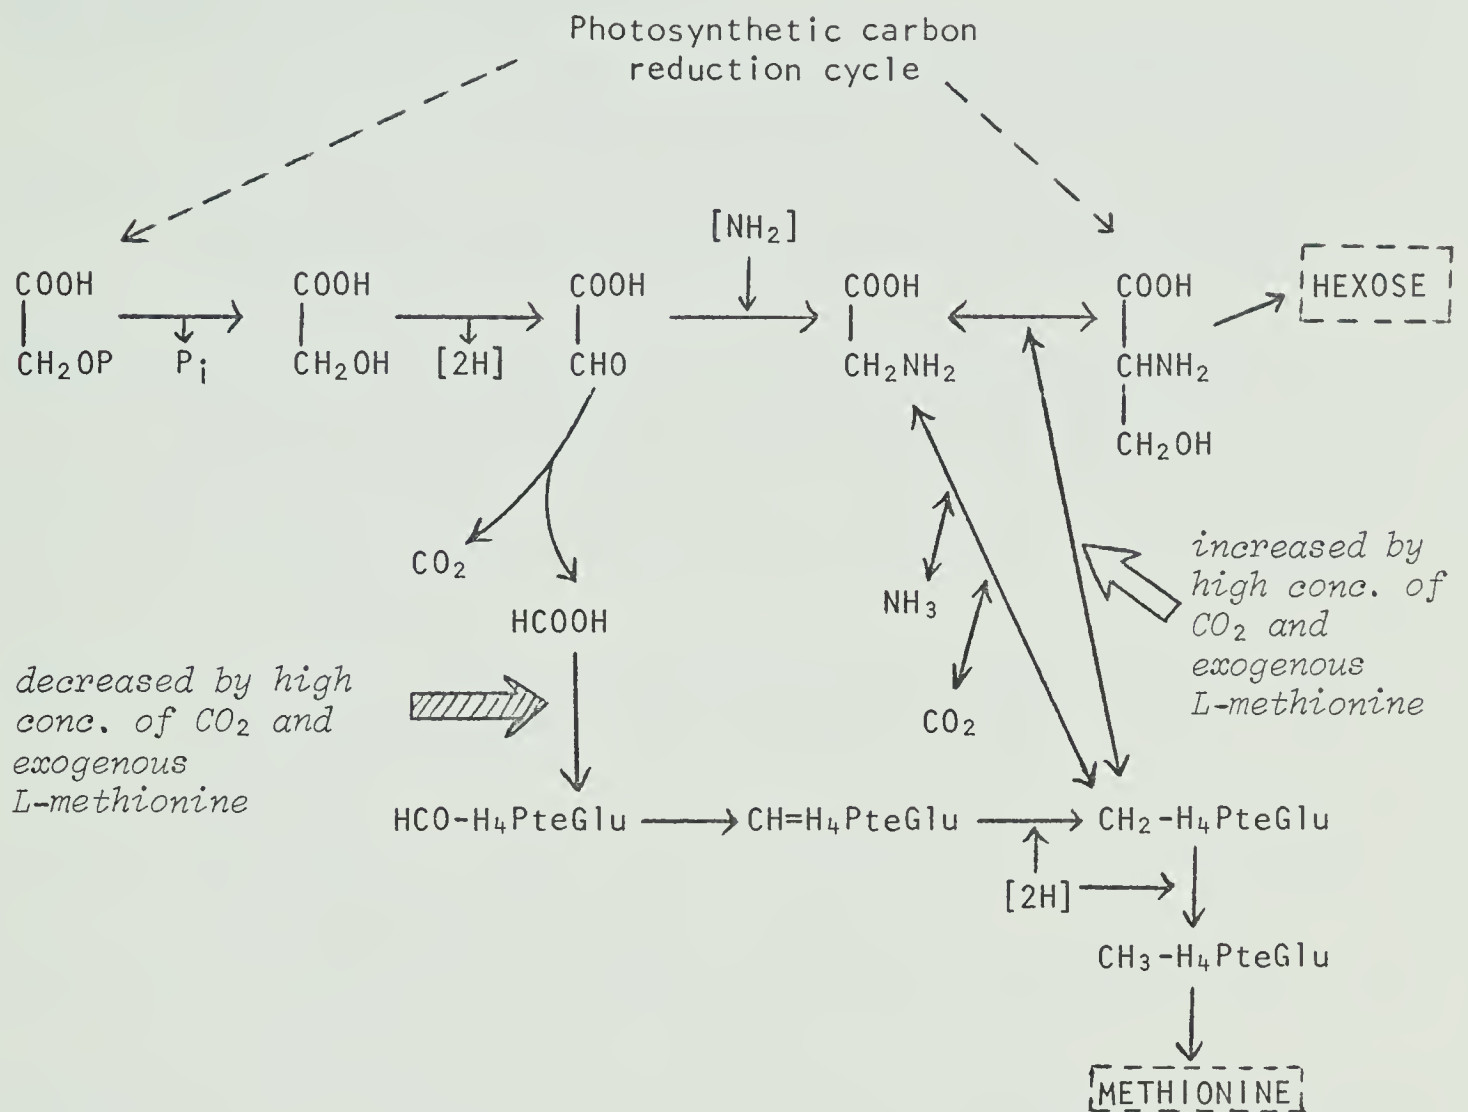 Photosynthetic carbon
reduction cycle
[NH₂]
COOH
CH₂OP
Pᵢ
COOH
CH₂OH
[2H]
COOH
CHO
COOH
CH₂NH₂
COOH
CHNH₂
CH₂OH
HEXOSE
CO₂
HCOOH
NH₃
CO₂
increased by
high conc. of
CO₂ and
exogenous
L-methionine
decreased by high
conc. of CO₂ and
exogenous
L-methionine
HCO-H₄PteGlu
CH=H₄PteGlu
CH₂-H₄PteGlu
[2H]
CH₃-H₄PteGlu
METHIONINE